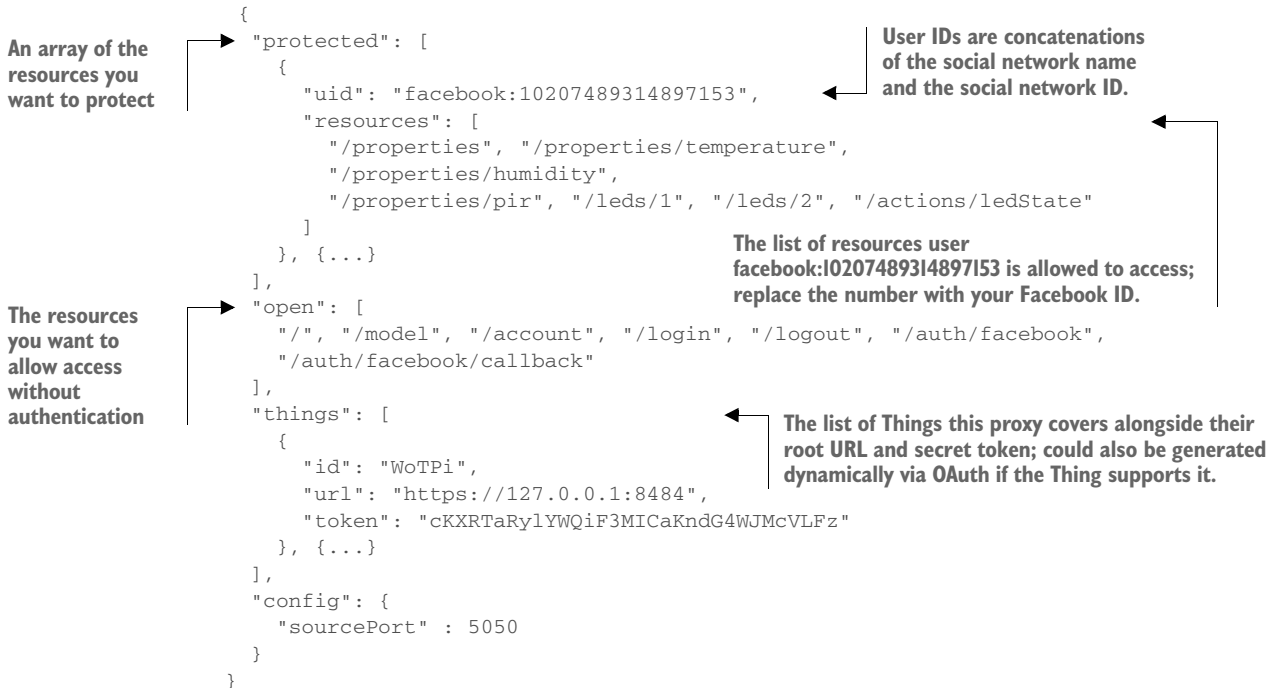 {
An array of the
resources you
want to protect
"protected": [
{
User IDs are concatenations
of the social network name
and the social network ID.
"uid": "facebook:10207489314897153",
"resources": [
"/properties", "/properties/temperature",
"/properties/humidity",
"/properties/pir", "/leds/1", "/leds/2", "/actions/ledState"
]
}, {...}
The list of resources user
facebook:10207489314897153 is allowed to access;
replace the number with your Facebook ID.
],
The resources
you want to
allow access
without
authentication
"open": [
"/", "/model", "/account", "/login", "/logout", "/auth/facebook",
"/auth/facebook/callback"
],
"things": [
The list of Things this proxy covers alongside their
root URL and secret token; could also be generated
dynamically via OAuth if the Thing supports it.
{
"id": "WoTPi",
"url": "https://127.0.0.1:8484",
"token": "cKXRTaRylYWQiF3MICaKndG4WJMcVLFz"
}, {...}
],
"config": {
"sourcePort" : 5050
}
}